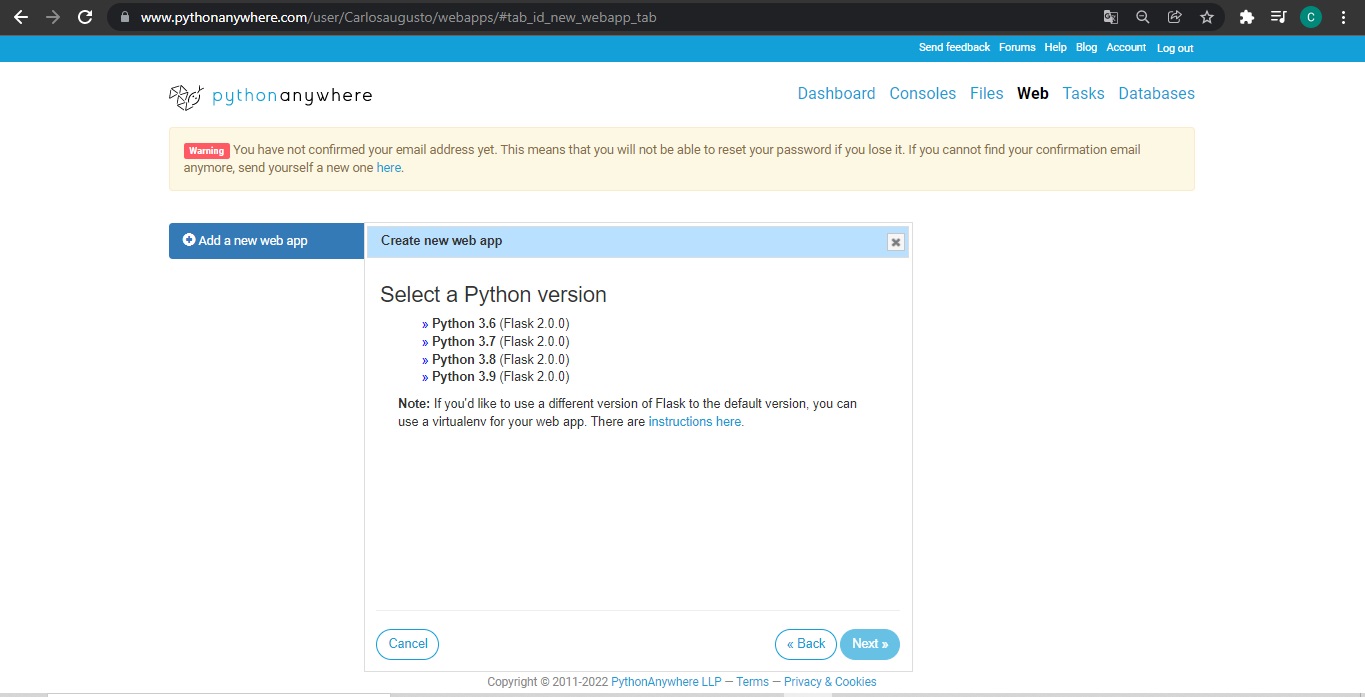 www.pythonanywhere.com/user/Carlosaugusto/webapps/#tab_id_new_webapp_tab
C
Send feedback Forums Help Blog Account Log out
pythonanywhere
Dashboard Consoles Files Web Tasks Databases
Warning You have not confirmed your email address yet. This means that you will not be able to reset your password if you lose it. If you cannot find your confirmation email
anymore, send yourself a new one here.
Add a new web app
Create new web app
Select a Python version
» Python 3.6 (Flask 2.0.0)
» Python 3.7 (Flask 2.0.0)
» Python 3.8 (Flask 2.0.0)
» Python 3.9 (Flask 2.0.0)
Note: If you'd like to use a different version of Flask to the default version, you can
use a virtualenv for your web app. There are instructions here.
Cancel
« Back
Next »
Copyright © 2011-2022 PythonAnywhere LLP — Terms — Privacy & Cookies